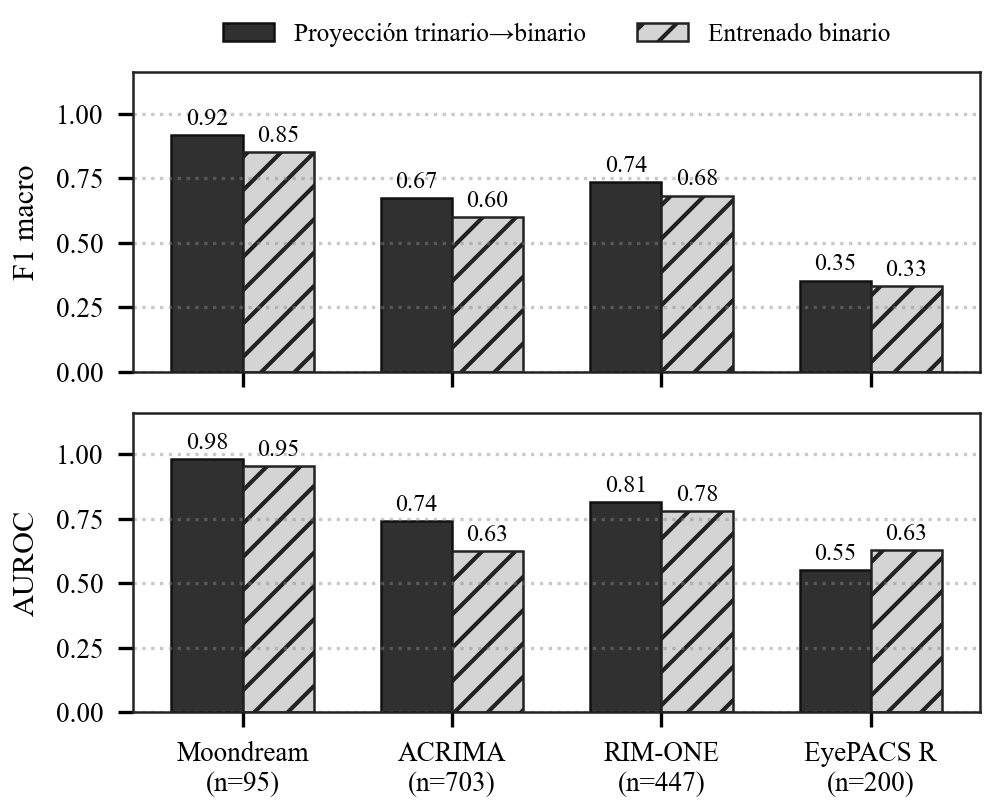 Proyección trinario→binario
Entrenado binario
F1 macro
1.00
0.75
0.50
0.25
0.00
0.92
0.85
0.67
0.60
0.74
0.68
0.35
0.33
AUROC
1.00
0.75
0.50
0.25
0.00
0.98
0.95
0.74
0.63
0.81
0.78
0.55
0.63
Moondream
(n=95)
ACRIMA
(n=703)
RIM-ONE
(n=447)
EyePACS R
(n=200)